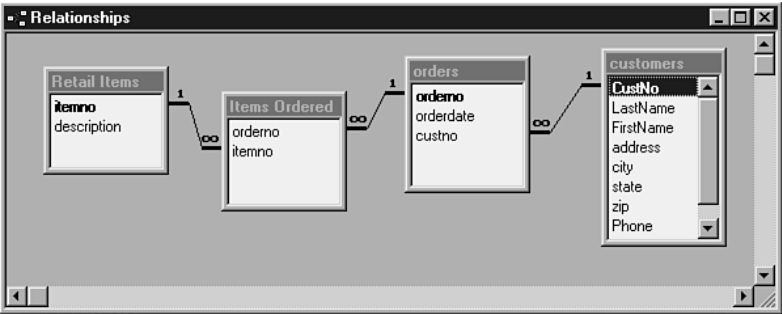 Relationships
Retail Items
itemno
description
1
∞
Items Ordered
orderno
itemno
∞
1
orders
orderno
orderdate
custno
∞
1
customers
CustNo
LastName
FirstName
address
city
state
zip
Phone